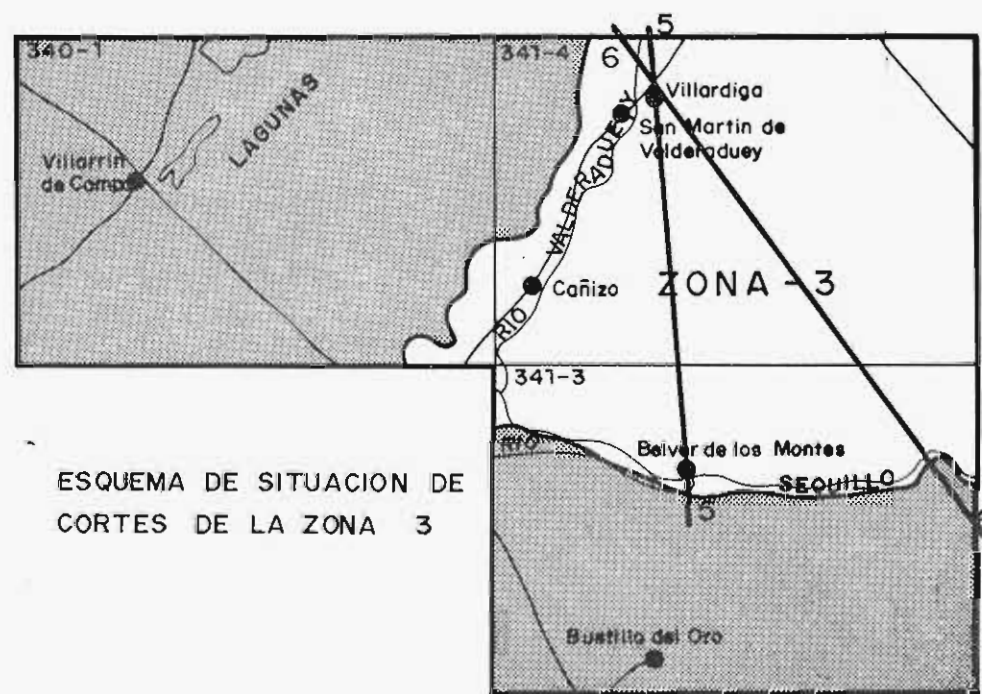 5
340-1
341-4
6
Villardiga
LAGUNAS
San Martin de
Valderaduey
Villarrin
de Campo
RIO VALDERADUEY
Cañizo
ZONA - 3
341-3
RIO
Belver de los Montes
SEQUILLO
5
ESQUEMA DE SITUACION DE
CORTES DE LA ZONA 3
Bustillo del Oro